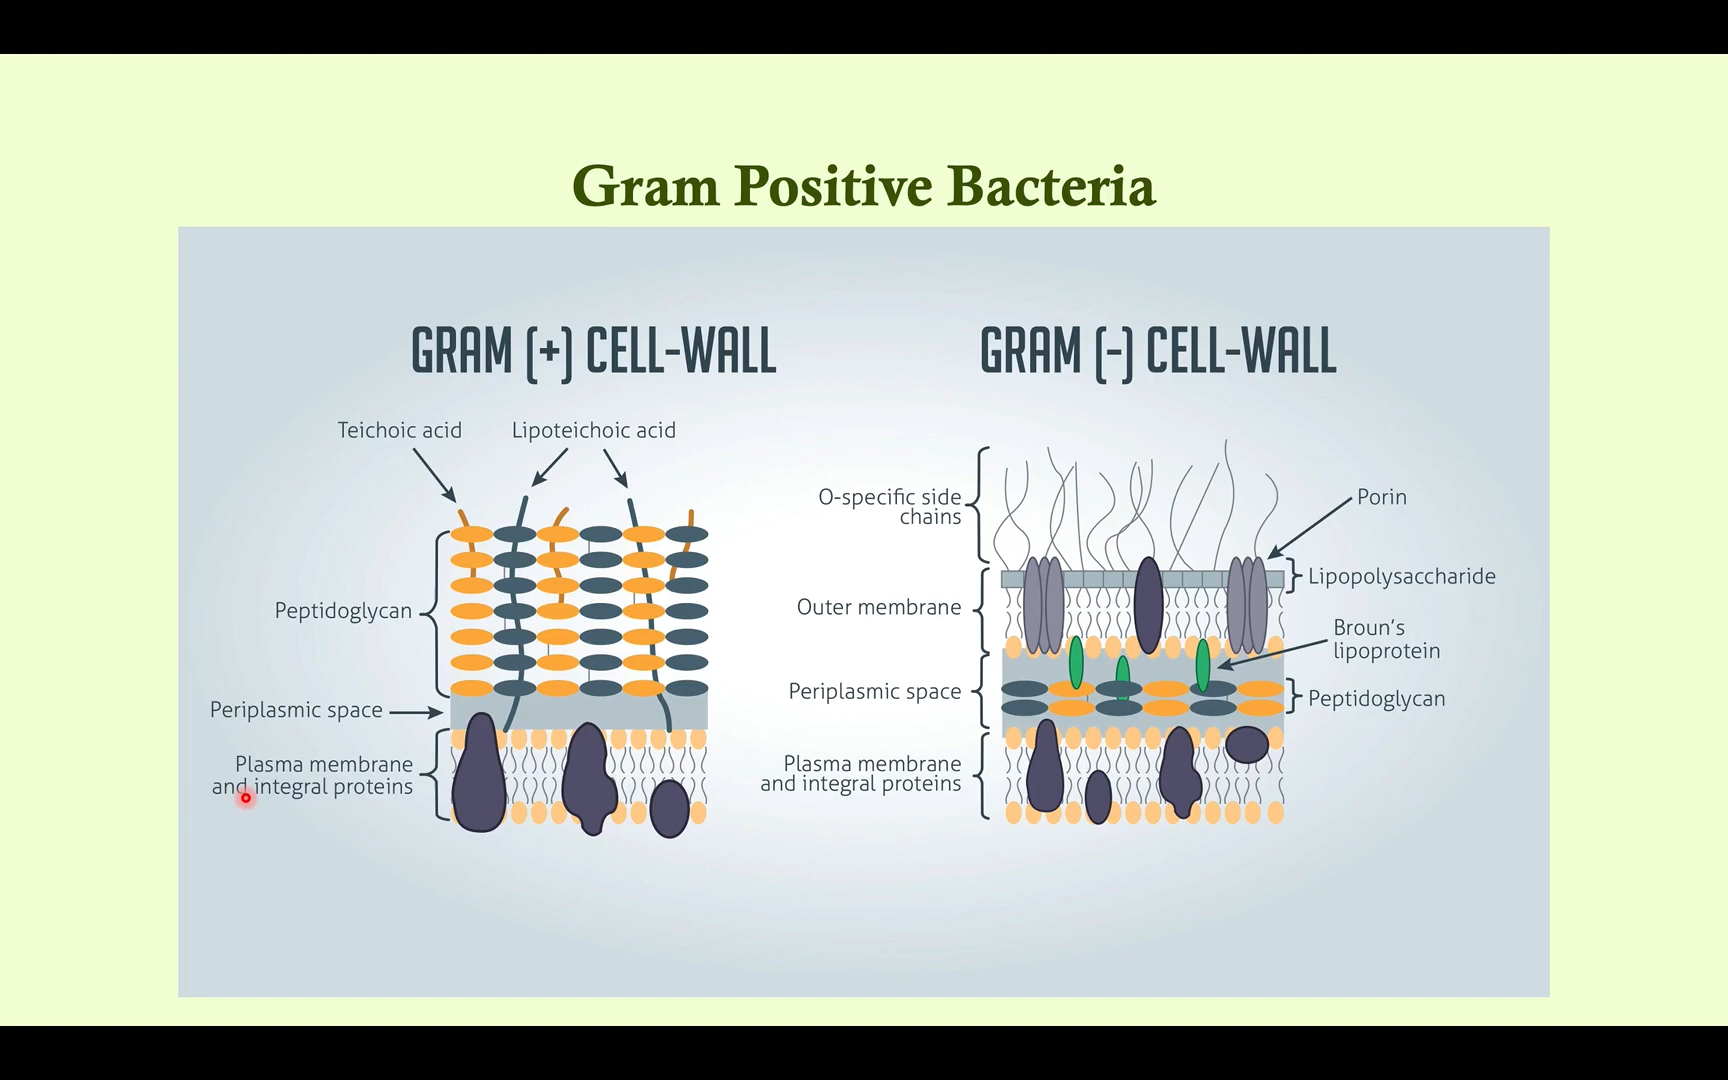 Gram Positive Bacteria
GRAM (+) CELL-WALL
Teichoic acid
Lipoteichoic acid
Peptidoglycan
Periplasmic space
Plasma membrane
and integral proteins
GRAM (-) CELL-WALL
O-specific side
chains
Outer membrane
Periplasmic space
Plasma membrane
and integral proteins
Porin
Lipopolysaccharide
Broun's
lipoprotein
Peptidoglycan